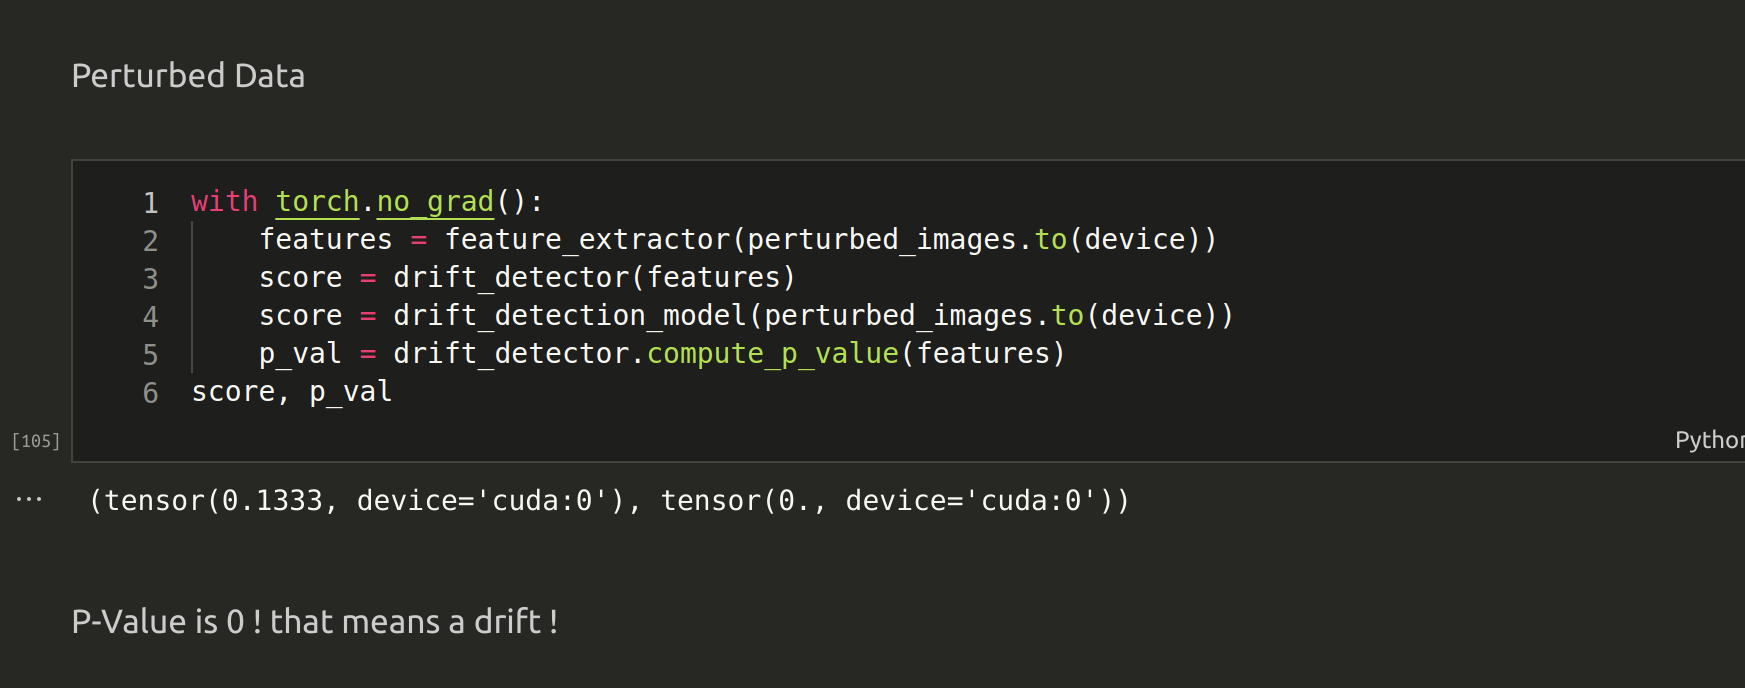 Perturbed Data
1 with torch.no_grad():
2 features = feature_extractor(perturbed_images.to(device))
3 score = drift_detector(features)
4 score = drift_detection_model(perturbed_images.to(device))
5 p_val = drift_detector.compute_p_value(features)
6 score, p_val
[105]
Python
... (tensor(0.1333, device='cuda:0'), tensor(0., device='cuda:0'))
P-Value is 0 ! that means a drift !